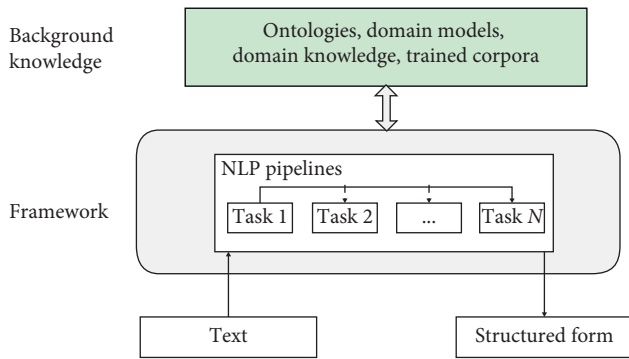 Background
knowledge
Ontologies, domain models,
domain knowledge, trained corpora
Framework
NLP pipelines
Task 1
Task 2
...
Task N
Text
Structured form